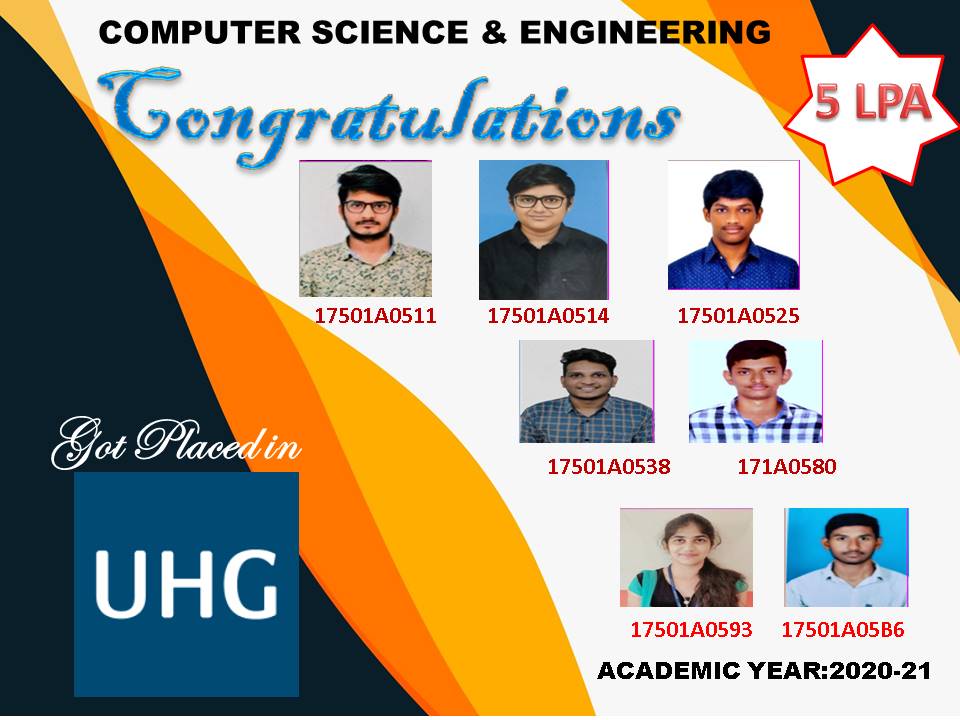 COMPUTER SCIENCE & ENGINEERING
Congratulations
5 LPA
17501A0511 17501A0514 17501A0525
17501A0538 171A0580
Got Placed in
UHG
17501A0593 17501A05B6
ACADEMIC YEAR:2020-21